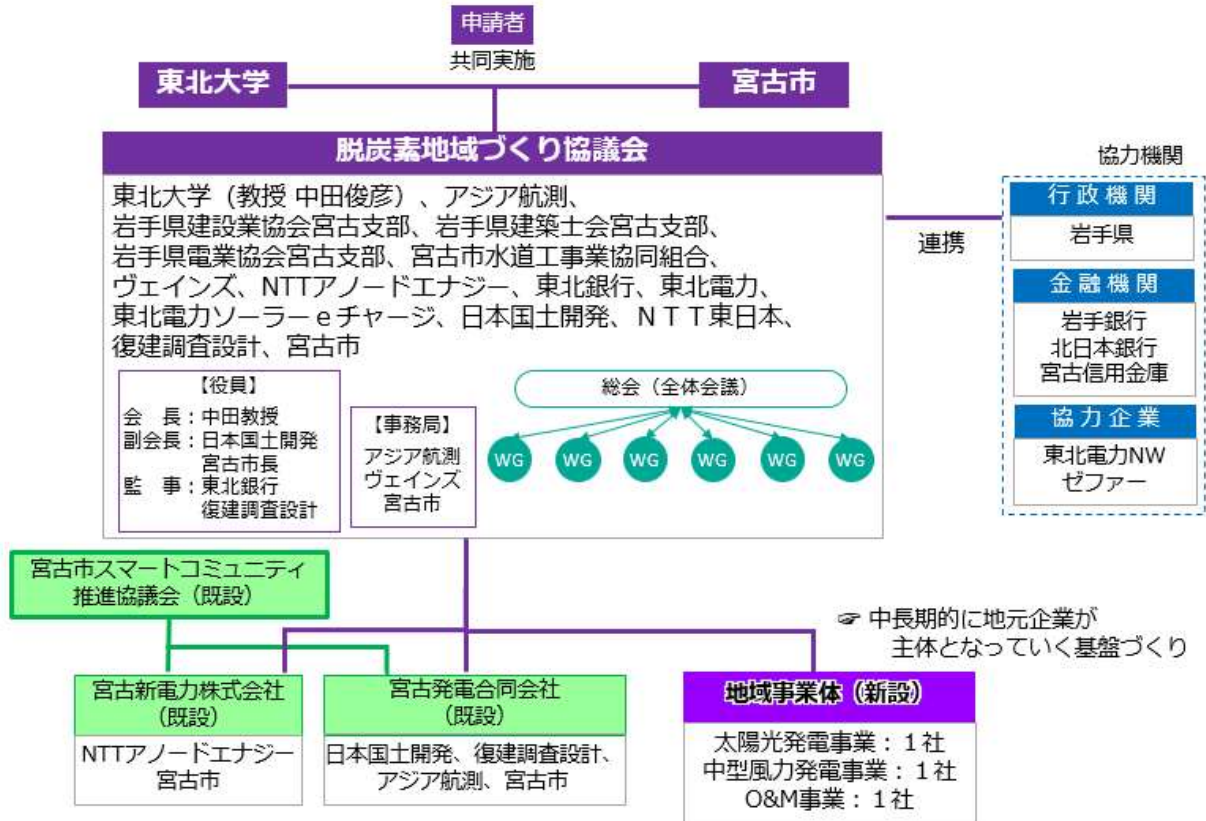 申請者
共同実施
東北大学
宮古市
脱炭素地域づくり協議会
東北大学（教授 中田俊彦）、アジア航測、
岩手県建設業協会宮古支部、岩手県建築士会宮古支部、
岩手県電業協会宮古支部、宮古市水道工事業協同組合、
ヴェインズ、NTTアノードエナジー、東北銀行、東北電力、
東北電力ソーラーｅチャージ、日本国土開発、ＮＴＴ東日本、
復建調査設計、宮古市
【役員】
会　長：中田教授
副会長：日本国土開発
宮古市長
監　事：東北銀行
復建調査設計
【事務局】
アジア航測
ヴェインズ
宮古市
総会（全体会議）
WG
WG
WG
WG
WG
WG
連携
協力機関
行政機関
岩手県
金融機関
岩手銀行
北日本銀行
宮古信用金庫
協力企業
東北電力NW
ゼファー
宮古市スマートコミュニティ
推進協議会（既設）
☞ 中長期的に地元企業が
主体となっていく基盤づくり
宮古新電力株式会社
（既設）
NTTアノードエナジー
宮古市
宮古発電合同会社
（既設）
日本国土開発、復建調査設計、
アジア航測、宮古市
地域事業体（新設）
太陽光発電事業：１社
中型風力発電事業：１社
O&M事業：１社